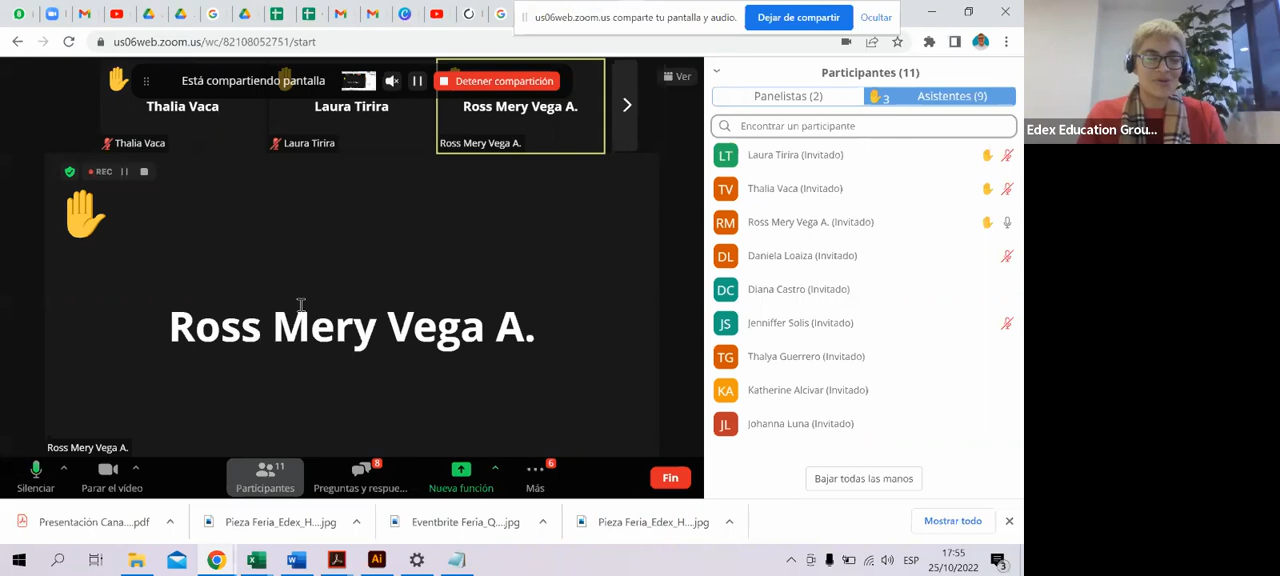 us06web.zoom.us comparte tu pantalla y audio.
Dejar de compartir
Ocultar
us06web.zoom.us/wc/82108052751/start
Está compartiendo pantalla
Detener compartición
Thalia Vaca
Laura Tirira
Ross Mery Vega A.
Ver
Thalia Vaca
Laura Tirira
Ross Mery Vega A.
REC
Ross Mery Vega A.
Ross Mery Vega A.
Silenciar
Parar el vídeo
11
Participantes
8
Preguntas y respue...
Nueva función
6
Más
Fin
Participantes (11)
Panelistas (2)
3
Asistentes (9)
Encontrar un participante
LT Laura Tirira (Invitado)
TV Thalia Vaca (Invitado)
RM Ross Mery Vega A. (Invitado)
DL Daniela Loaiza (Invitado)
DC Diana Castro (Invitado)
JS Jenniffer Solis (Invitado)
TG Thalya Guerrero (Invitado)
KA Katherine Alcivar (Invitado)
JL Johanna Luna (Invitado)
Bajar todas las manos
Edex Education Grou...
Presentación Cana....pdf
Pieza Feria_Edex_H....jpg
Eventbrite Feria_Q....jpg
Pieza Feria_Edex_H....jpg
Mostrar todo
ESP
17:55
25/10/2022
3